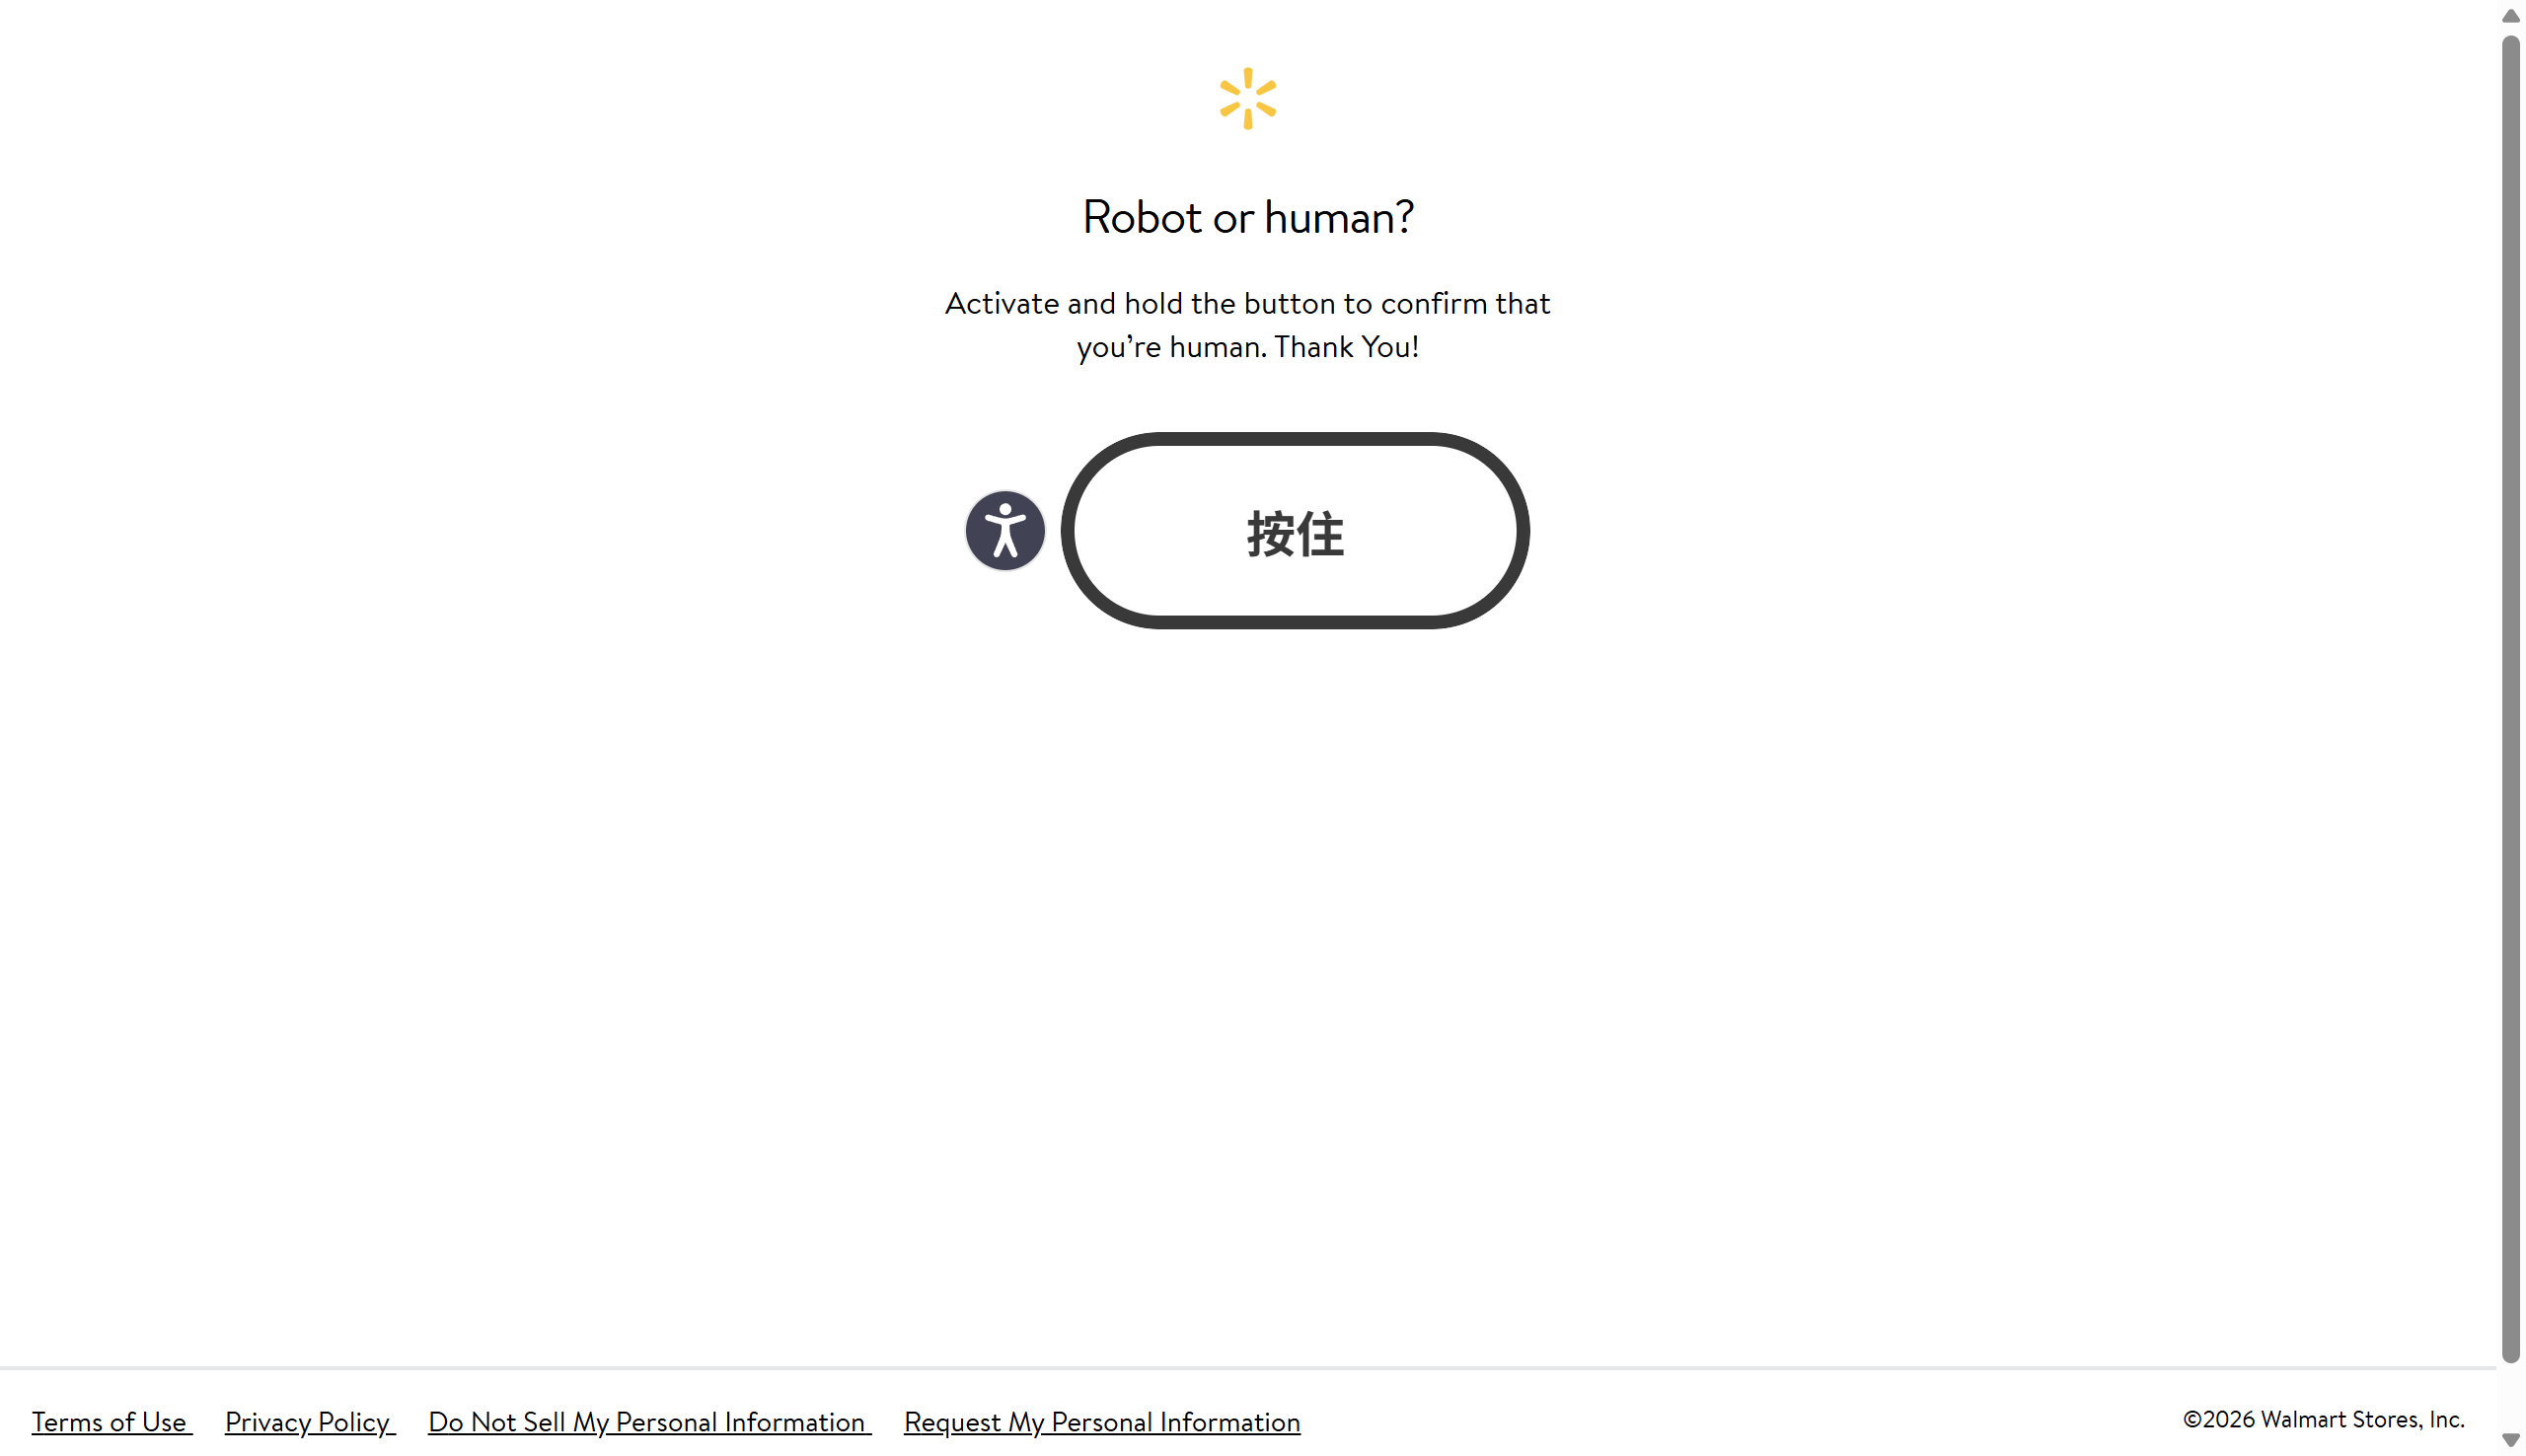 Robot or human?
Activate and hold the button to confirm that
you’re human. Thank You!
按住
Terms of Use
Privacy Policy
Do Not Sell My Personal Information
Request My Personal Information
©2026 Walmart Stores, Inc.